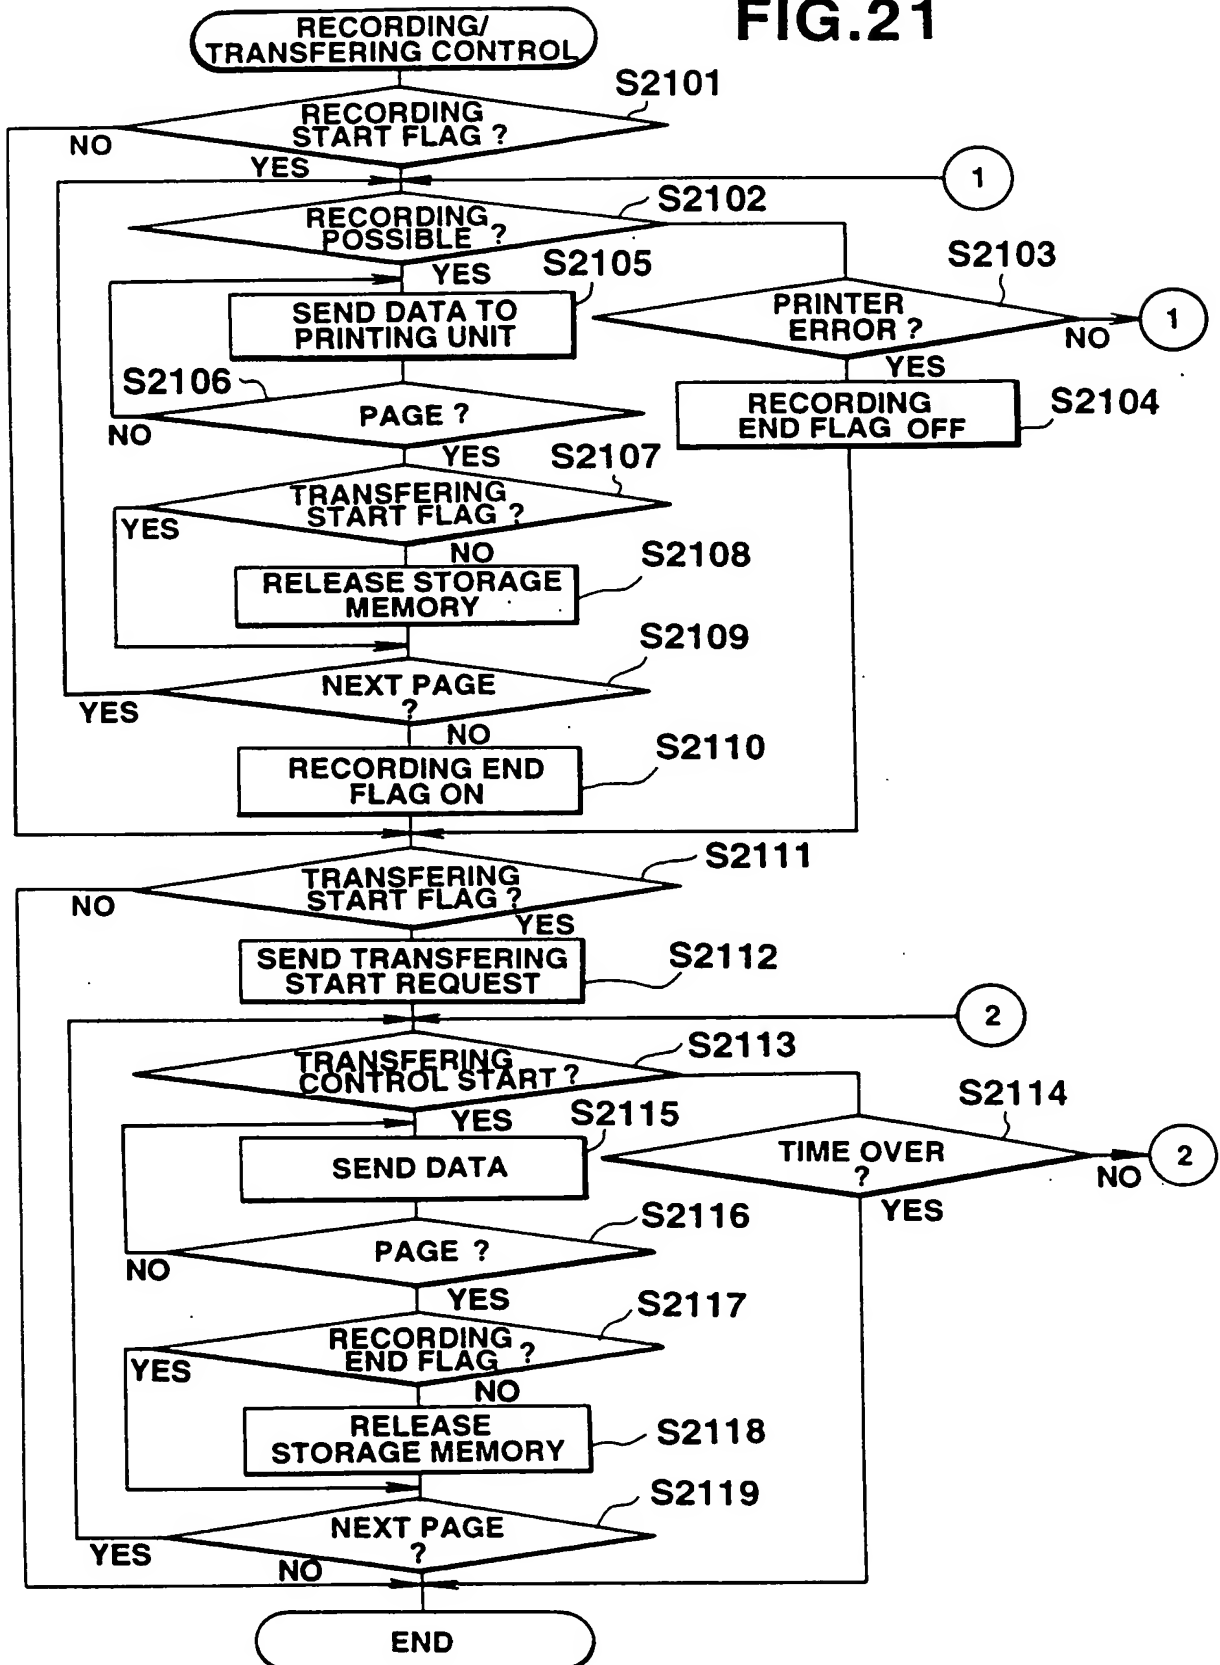 FIG.21
RECORDING/
TRANSFERING CONTROL
S2101
RECORDING
START FLAG ?
NO
YES
1
S2102
RECORDING
POSSIBLE ?
YES
S2103
PRINTER
ERROR ?
NO
1
YES
S2104
RECORDING
END FLAG OFF
S2105
SEND DATA TO
PRINTING UNIT
S2106
PAGE ?
NO
YES
S2107
TRANSFERING
START FLAG ?
YES
NO
S2108
RELEASE STORAGE
MEMORY
S2109
NEXT PAGE
?
YES
NO
S2110
RECORDING END
FLAG ON
S2111
TRANSFERING
START FLAG ?
NO
YES
S2112
SEND TRANSFERING
START REQUEST
2
S2113
TRANSFERING
CONTROL START ?
YES
S2114
TIME OVER
?
NO
2
YES
S2115
SEND DATA
S2116
PAGE ?
NO
YES
S2117
RECORDING
END FLAG ?
YES
NO
S2118
RELEASE
STORAGE MEMORY
S2119
NEXT PAGE
?
YES
NO
END